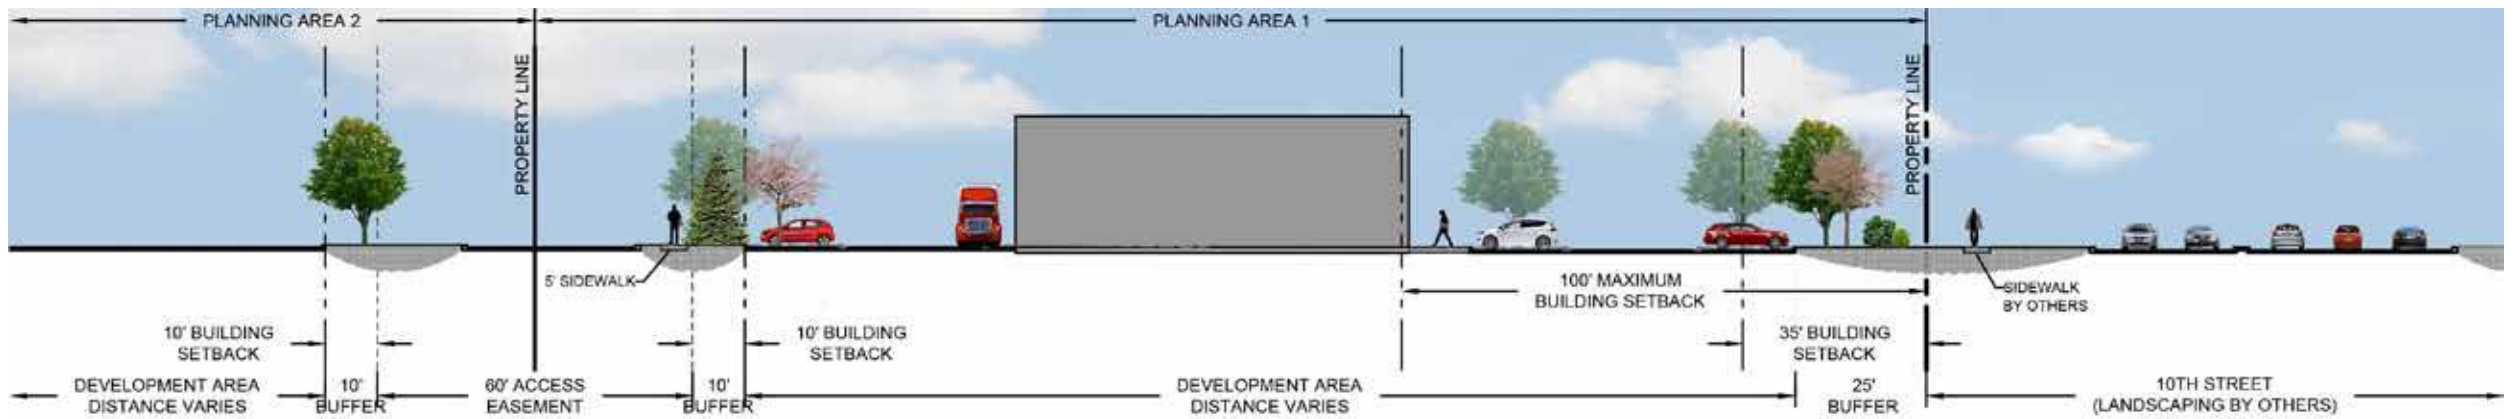 PLANNING AREA 2
PLANNING AREA 1
PROPERTY LINE
PROPERTY LINE
5' SIDEWALK
100' MAXIMUM
BUILDING SETBACK
SIDEWALK
BY OTHERS
10' BUILDING
SETBACK
10' BUILDING
SETBACK
35' BUILDING
SETBACK
DEVELOPMENT AREA
DISTANCE VARIES
10'
BUFFER
60' ACCESS
EASEMENT
10'
BUFFER
DEVELOPMENT AREA
DISTANCE VARIES
25'
BUFFER
10TH STREET
(LANDSCAPING BY OTHERS)